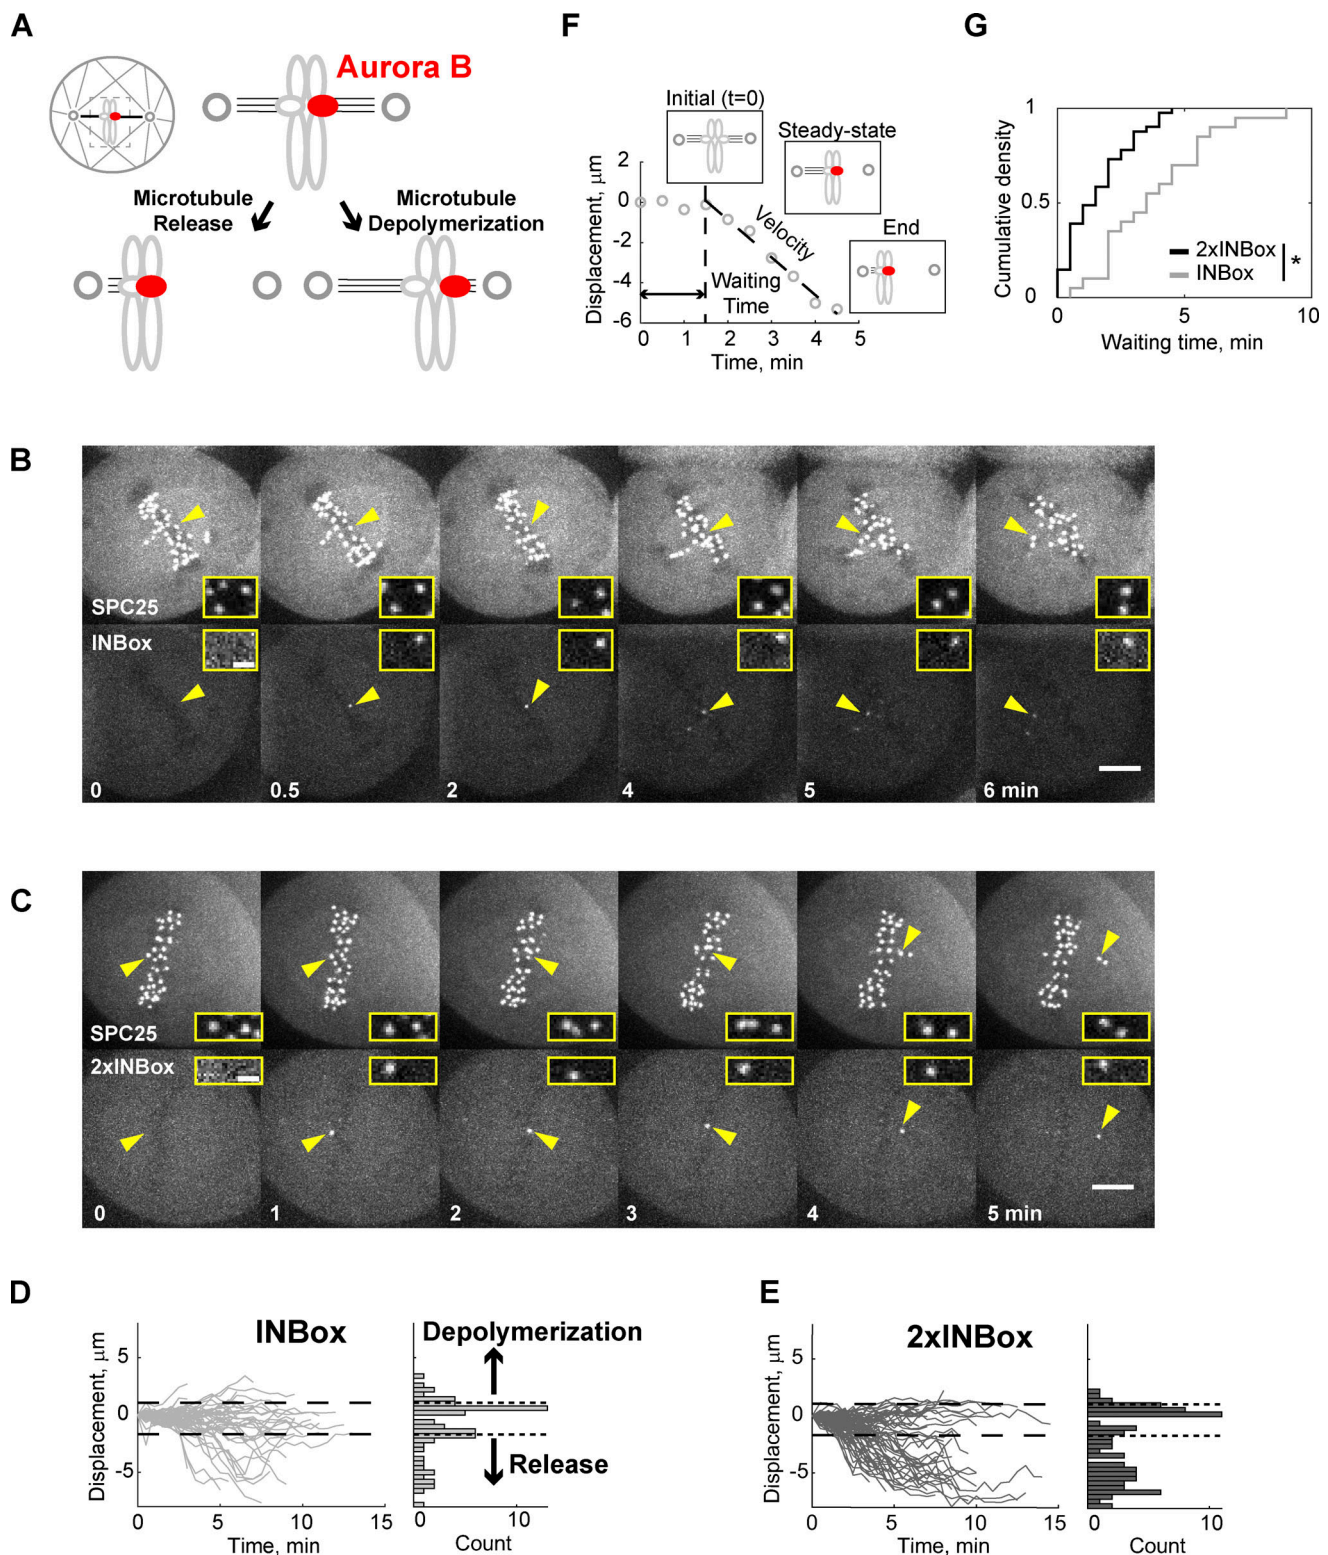 A
Aurora B
Microtubule
Release
Microtubule
Depolymerization
F
Initial (t=0)
Steady-state
End
Velocity
Waiting
Time
Displacement, μm
2
0
-2
-4
-6
0
1
2
3
4
5
Time, min
G
Cumulative density
1
0.5
0
2xINBox
INBox
*
0
5
10
Waiting time, min
B
SPC25
INBox
0
0.5
2
4
5
6 min
C
SPC25
2xINBox
0
1
2
3
4
5 min
D
INBox
Displacement, μm
5
0
-5
0
5
10
15
Time, min
Depolymerization
Release
0
10
Count
E
2xINBox
Displacement, μm
5
0
-5
0
5
10
15
Time, min
0
10
Count